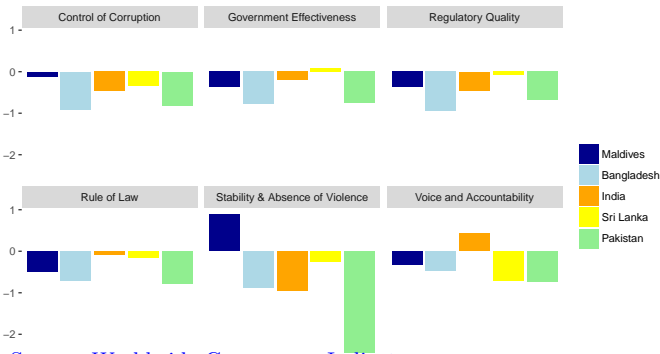 Control of Corruption Government Effectiveness Regulatory Quality
1
0
−1
−2
Rule of Law Stability & Absence of Violence Voice and Accountability
1
0
−1
−2
Maldives
Bangladesh
India
Sri Lanka
Pakistan